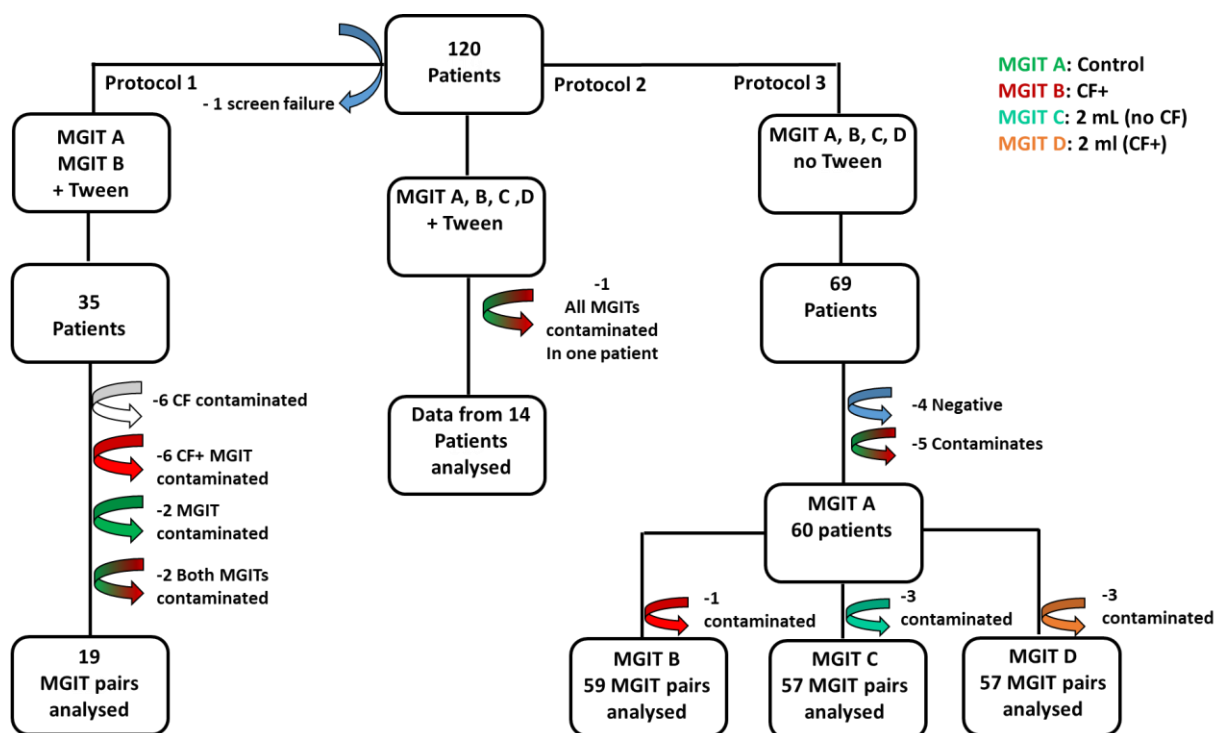 120
Patients
Protocol 1
Protocol 2
Protocol 3
- 1 screen failure
MGIT A: Control
MGIT B: CF+
MGIT C: 2 mL (no CF)
MGIT D: 2 ml (CF+)
MGIT A
MGIT B
+ Tween
35
Patients
-6 CF contaminated
-6 CF+ MGIT
contaminated
-2 MGIT
contaminated
-2 Both MGITs
contaminated
19
MGIT pairs
analysed
MGIT A, B, C ,D
+ Tween
-1
All MGITs
contaminated
In one patient
Data from 14
Patients
analysed
MGIT A, B, C, D
no Tween
69
Patients
-4 Negative
-5 Contaminates
MGIT A
60 patients
-1
contaminated
-3
contaminated
-3
contaminated
MGIT B
59 MGIT pairs
analysed
MGIT C
57 MGIT pairs
analysed
MGIT D
57 MGIT pairs
analysed